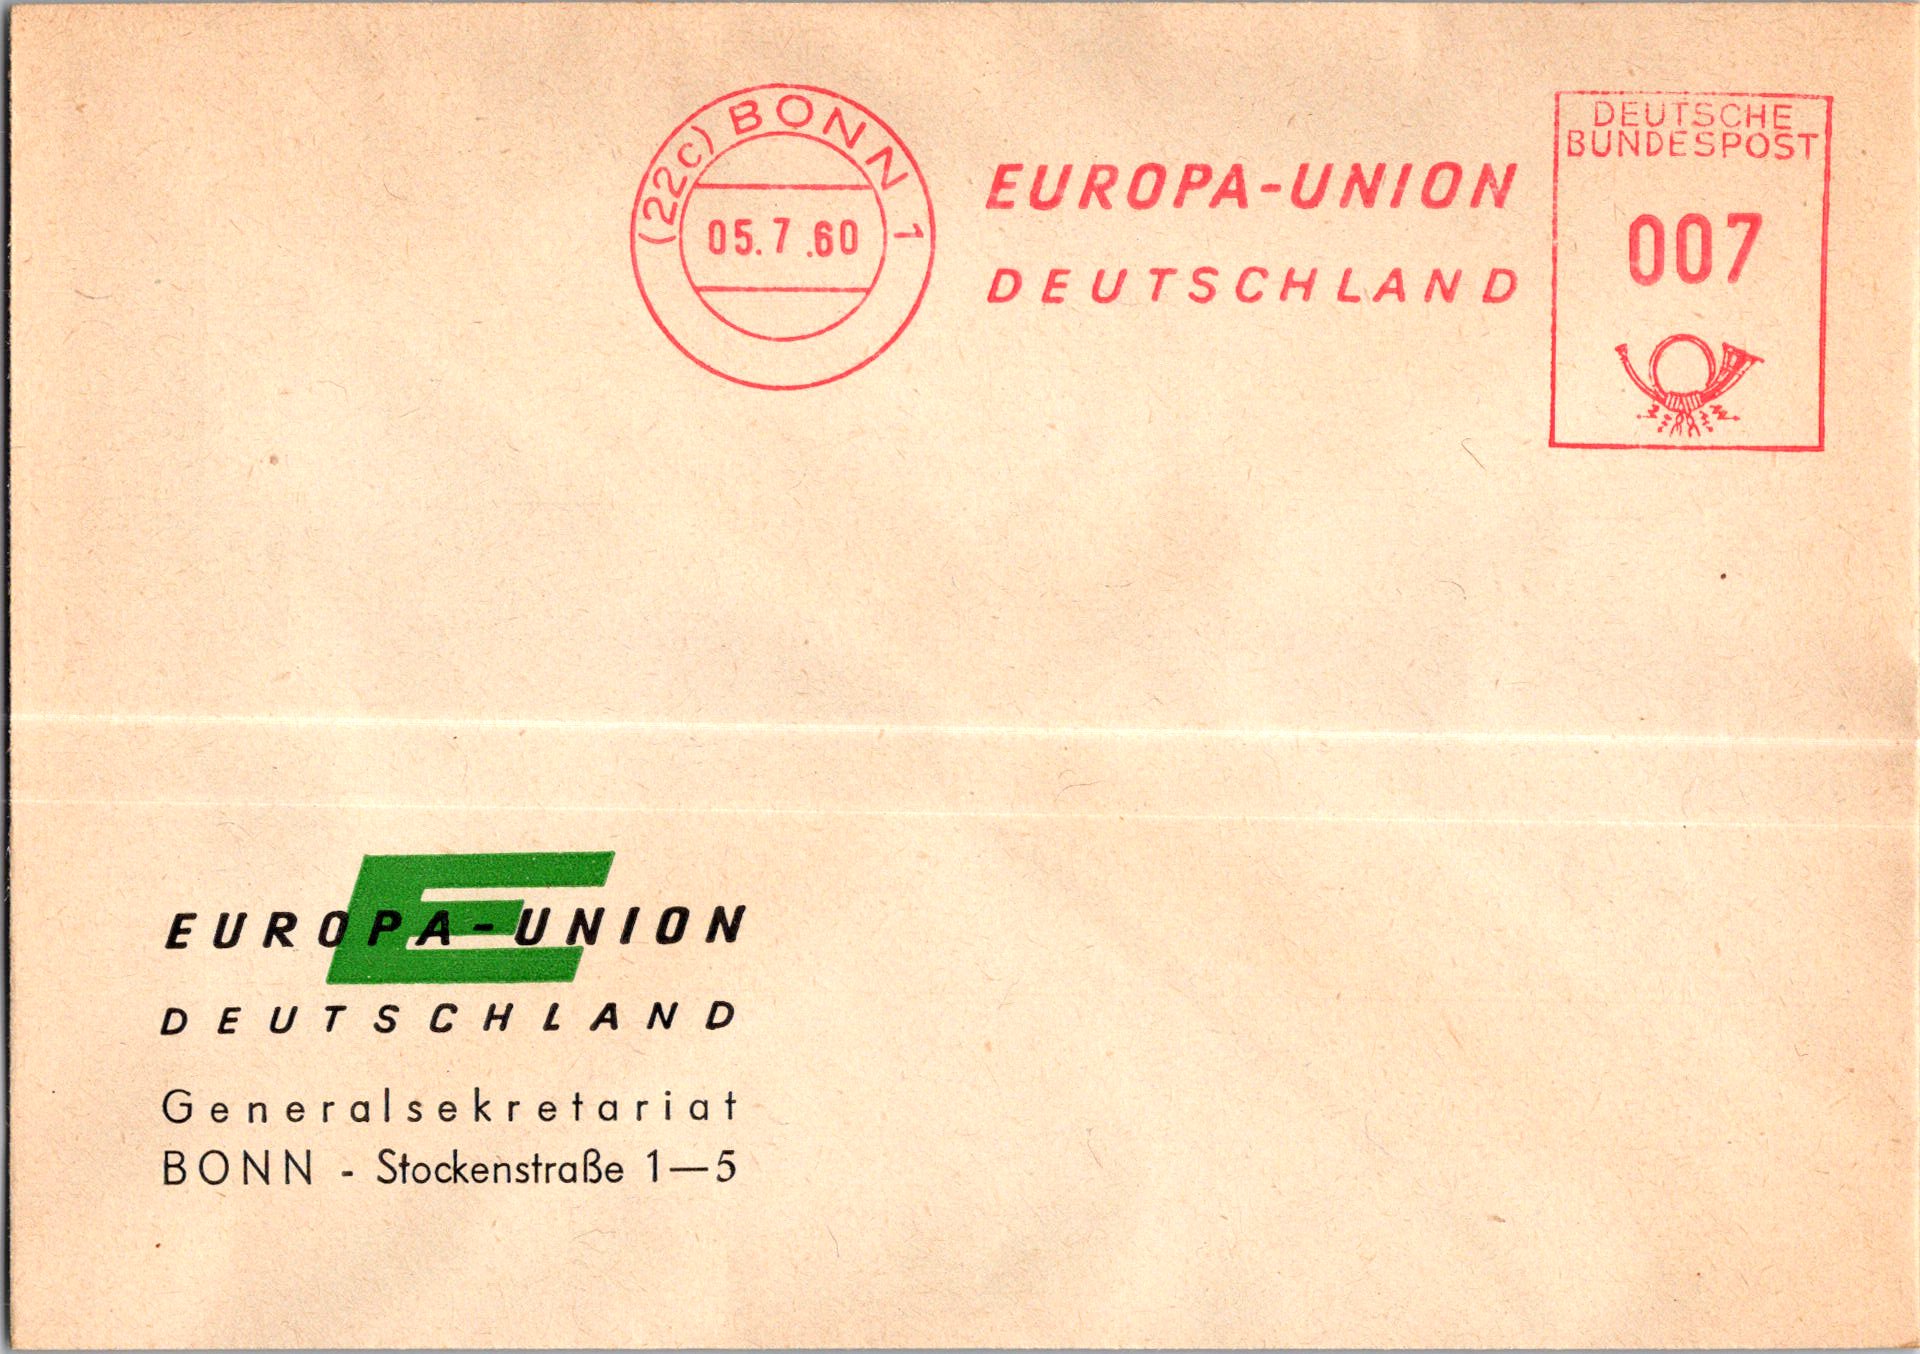 (22c) BONN 1
05.7.60
EUROPA-UNION
DEUTSCHLAND
DEUTSCHE
BUNDESPOST
007
EUROPA-UNION
DEUTSCHLAND
Generalsekretariat
BONN - Stockenstraße 1—5